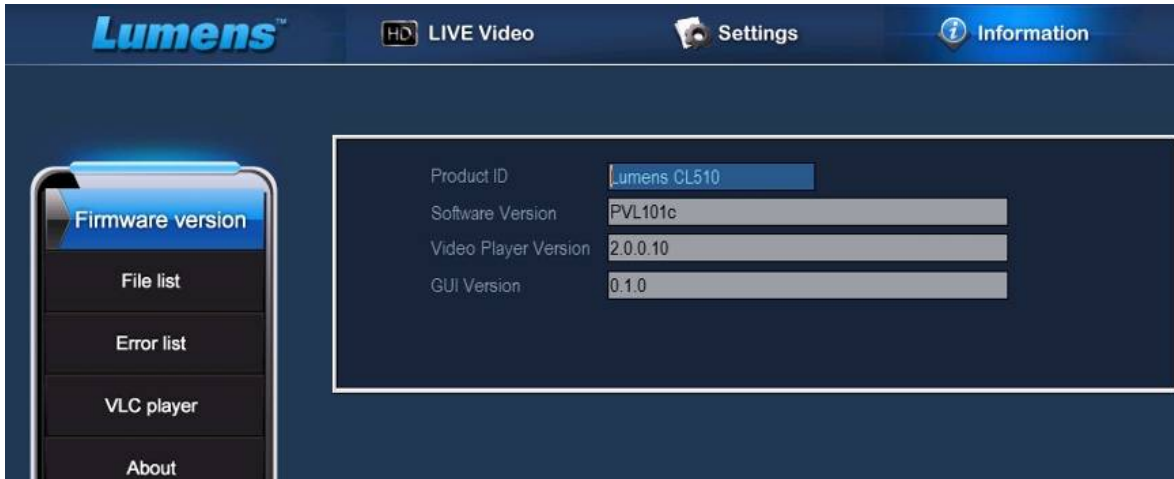 Lumens™
HD LIVE Video
Settings
i Information
Firmware version
File list
Error list
VLC player
About
Product ID Lumens CL510
Software Version PVL101c
Video Player Version 2.0.0.10
GUI Version 0.1.0